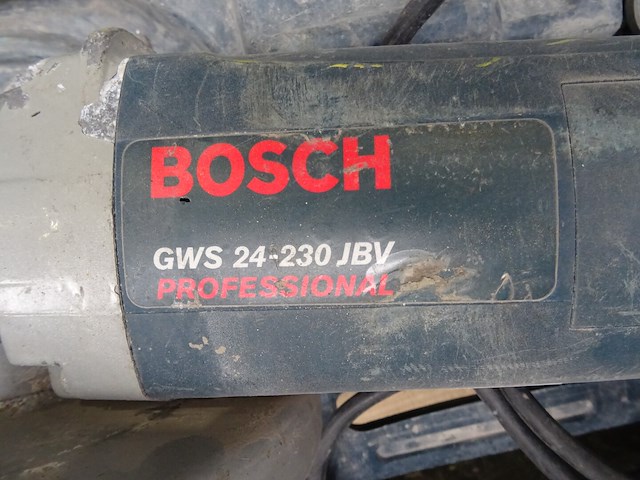 BOSCH
GWS 24-230 JBV
PROFESSIONAL